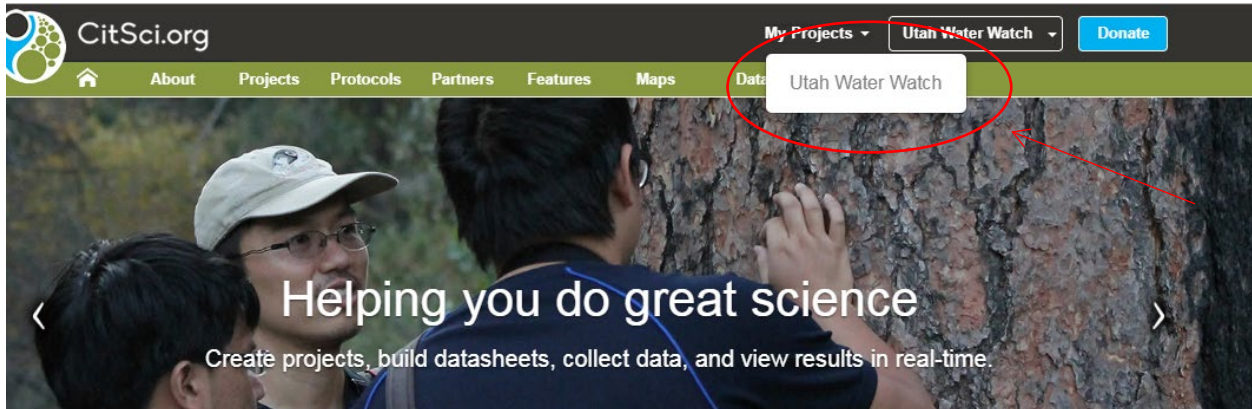 CitSci.org
My Projects
Utah Water Watch
Donate
About Projects Protocols Partners Features Maps Data
Utah Water Watch
Helping you do great science
Create projects, build datasheets, collect data, and view results in real-time.